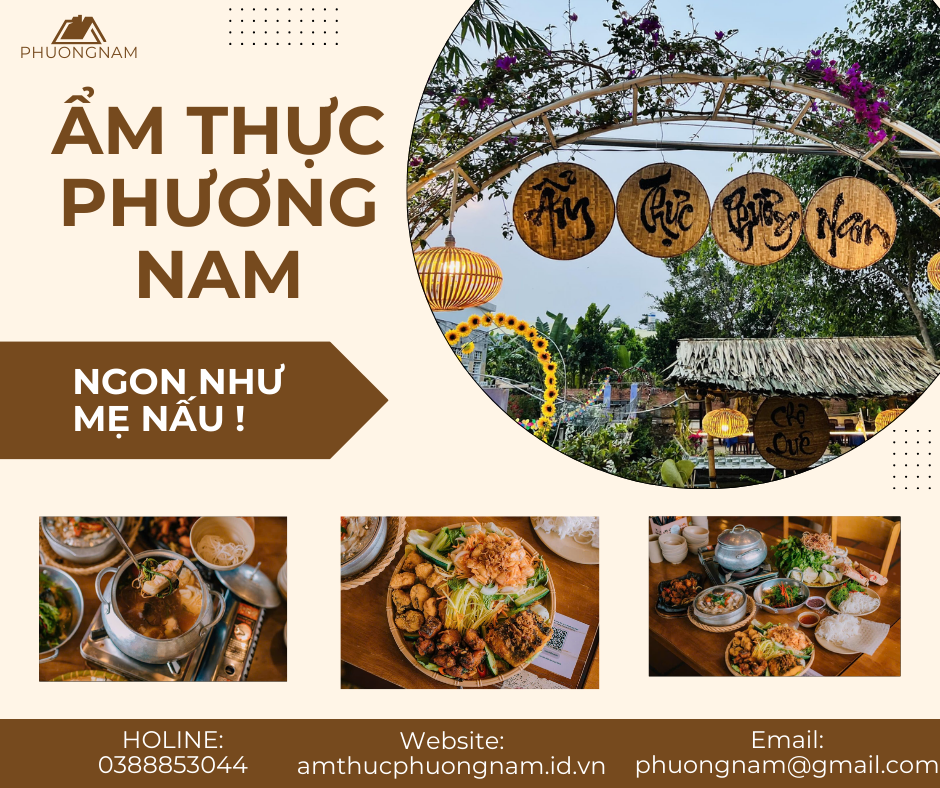 PHUONGNAM
ẨM THỰC
PHƯƠNG
NAM
Ẩm Thực Phương Nam
Chợ
Quê
NGON NHƯ
MẸ NẤU !
HOLINE:
0388853044
Website:
amthucphuongnam.id.vn
Email:
phuongnam@gmail.com